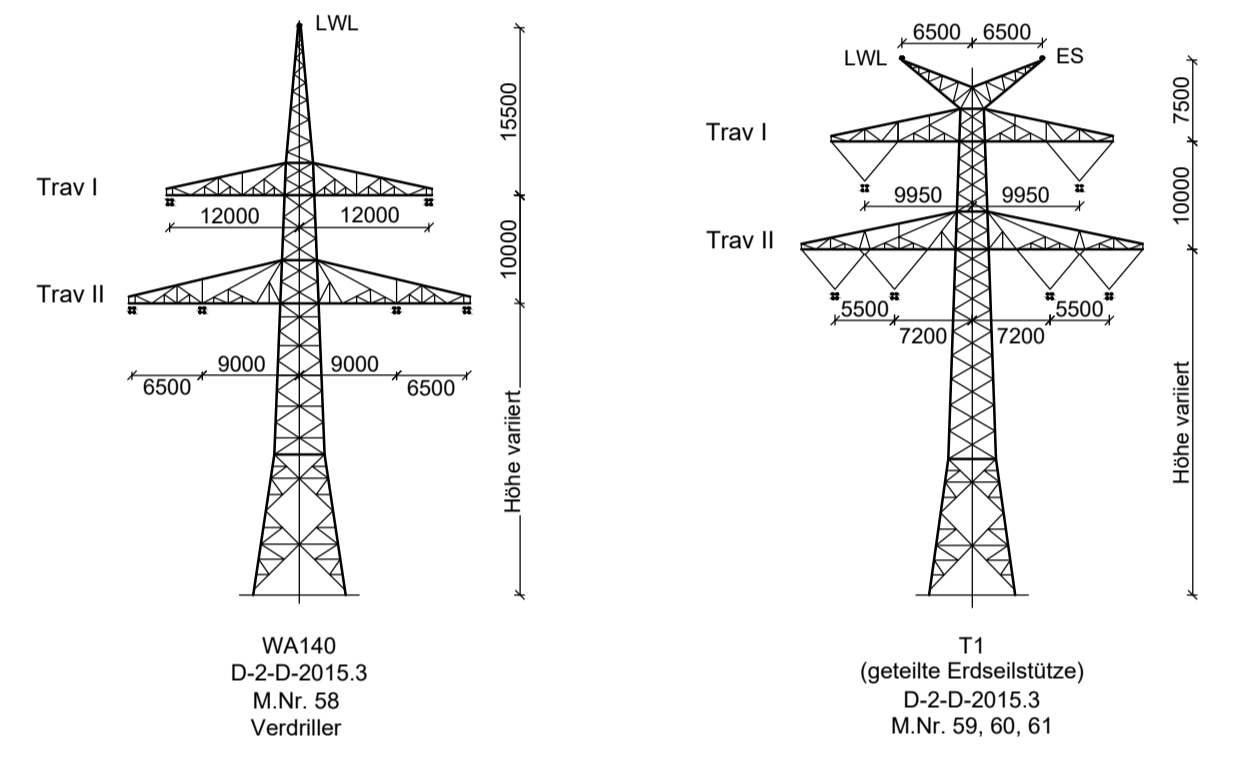 LWL
15500
Trav I
12000 12000
10000
Trav II
9000 9000
6500 6500
Höhe variiert
WA140
D-2-D-2015.3
M.Nr. 58
Verdriller
6500 6500
LWL ES
7500
Trav I
9950 9950
10000
Trav II
5500 5500
7200 7200
Höhe variiert
T1
(geteilte Erdseilstütze)
D-2-D-2015.3
M.Nr. 59, 60, 61